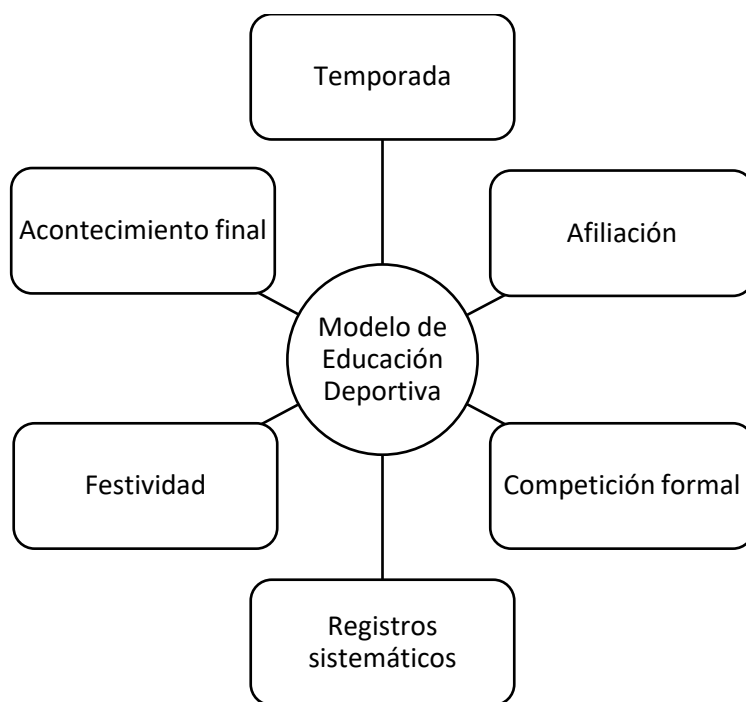 Temporada
Acontecimiento final
Afiliación
Modelo de
Educación
Deportiva
Festividad
Competición formal
Registros
sistemáticos